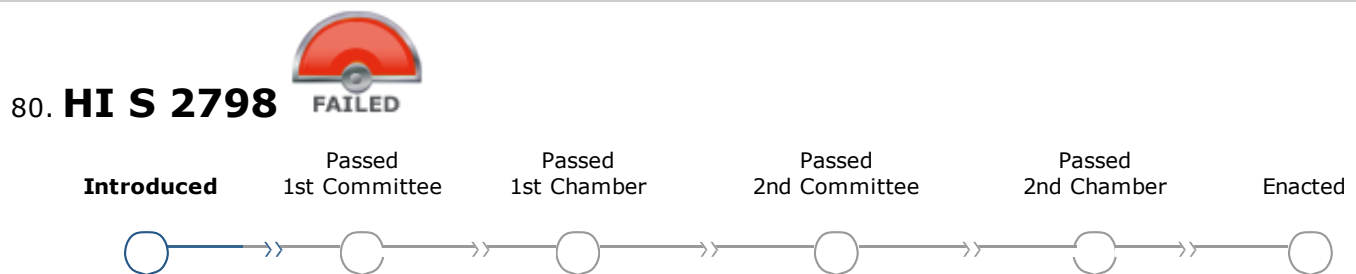 80. HI S 2798
FAILED
Introduced
Passed
1st Committee
Passed
1st Chamber
Passed
2nd Committee
Passed
2nd Chamber
Enacted